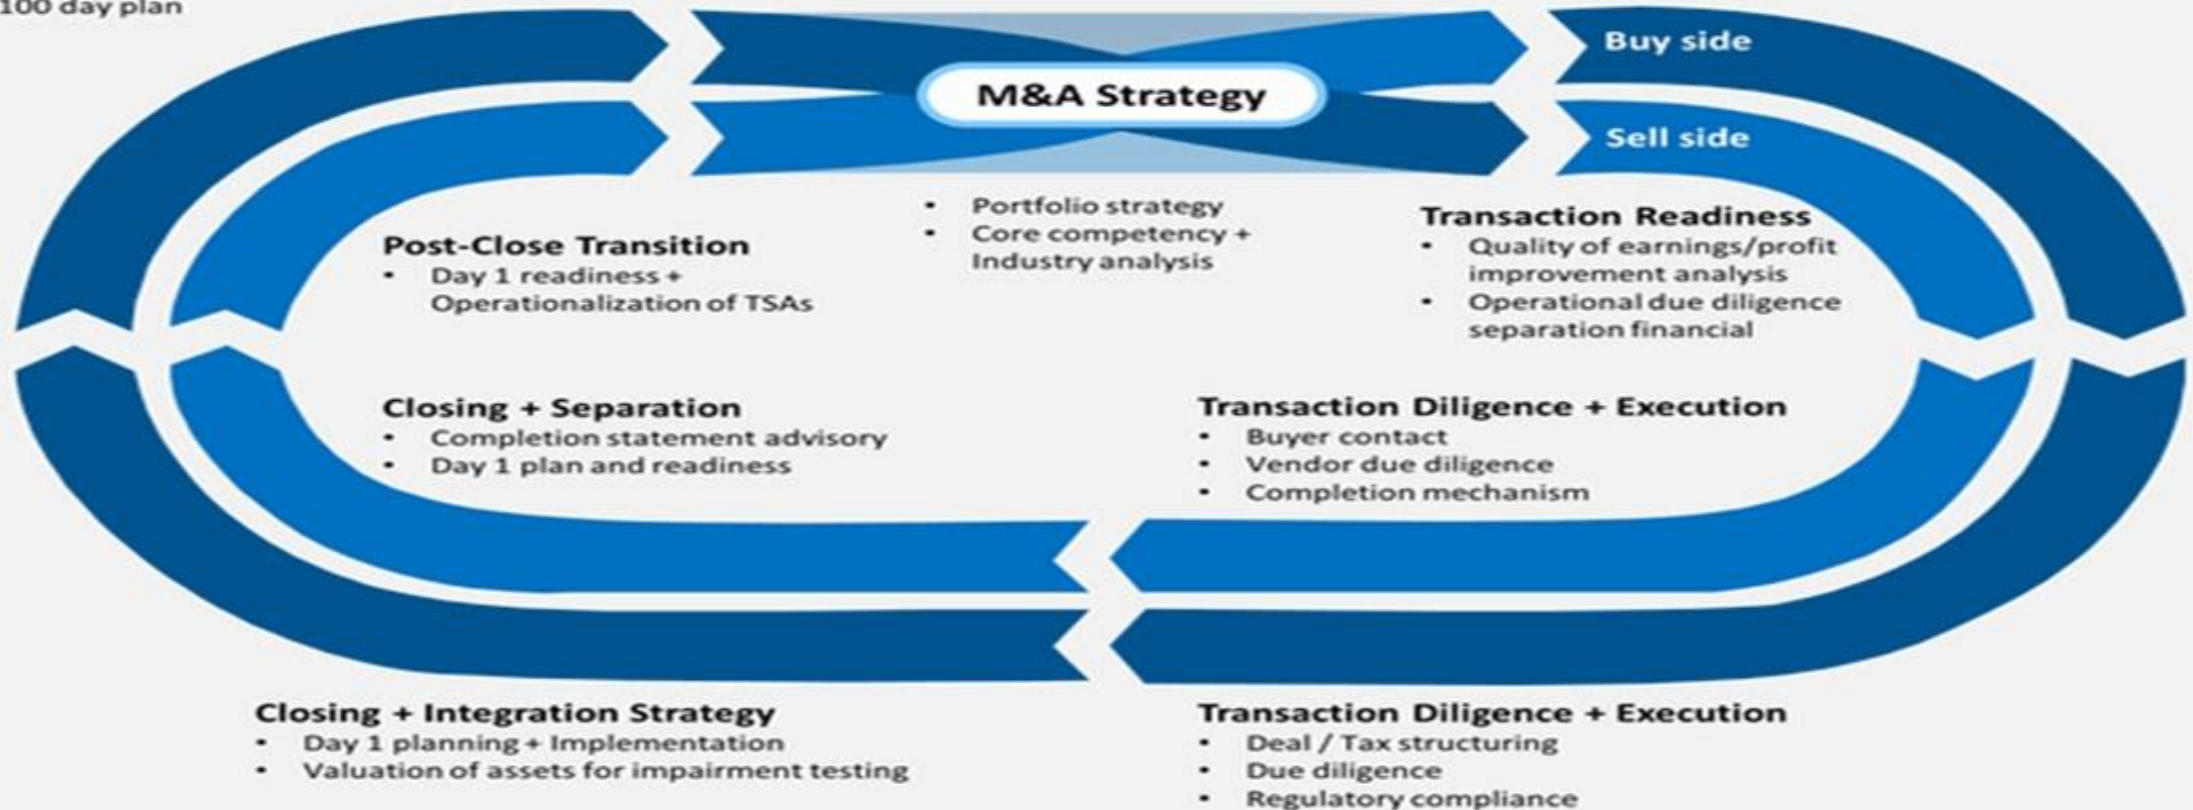 100 day plan
Buy side
M&A Strategy
Sell side
• Portfolio strategy
• Core competency +
Industry analysis
Transaction Readiness
• Quality of earnings/profit
improvement analysis
• Operational due diligence
separation financial
Post-Close Transition
• Day 1 readiness +
Operationalization of TSAs
Closing + Separation
• Completion statement advisory
• Day 1 plan and readiness
Transaction Diligence + Execution
• Buyer contact
• Vendor due diligence
• Completion mechanism
Closing + Integration Strategy
• Day 1 planning + Implementation
• Valuation of assets for impairment testing
Transaction Diligence + Execution
• Deal / Tax structuring
• Due diligence
• Regulatory compliance